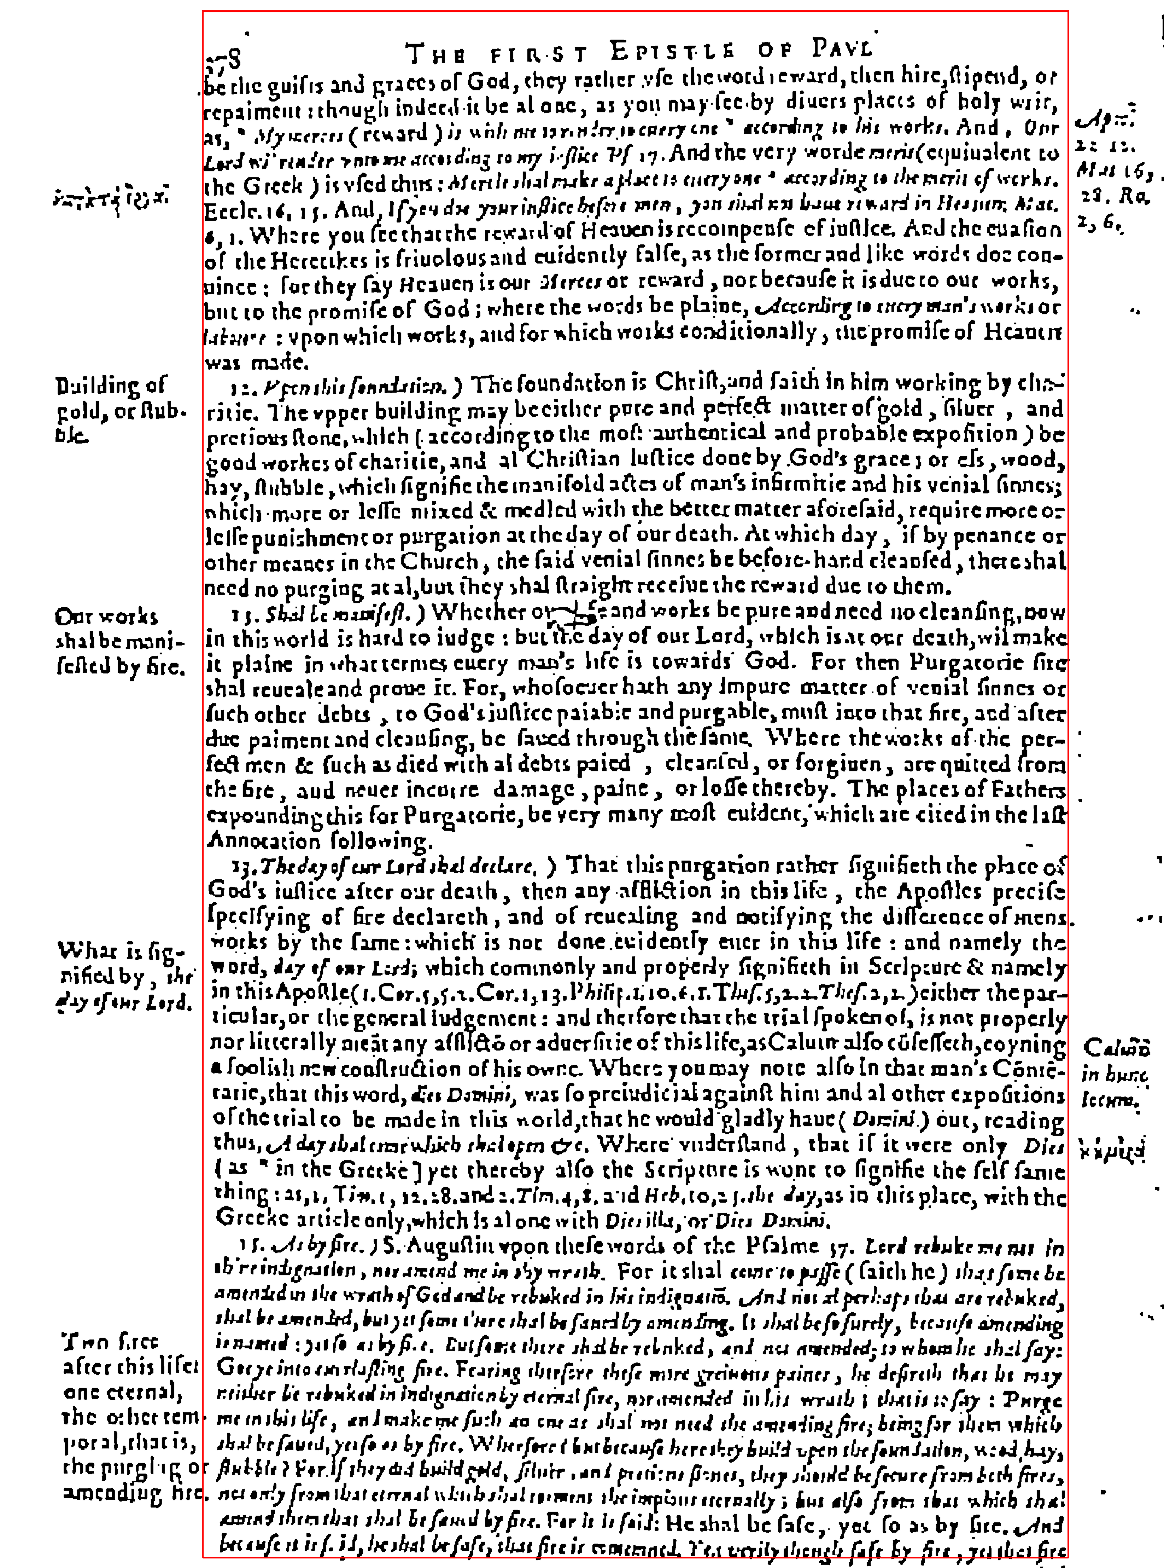 378 THE FIRST EPISTLE OF PAVL
be the guifts and graces of God, they rather vse the word reward, then hire, stipend, or
repaiment: though indeed it be al one, as you may see by diuers places of holy writ,
as, " My merces (reward) is with me to render to euery one " according to his works. And, Our
Lord wil render vnto me according to my iustice Ps 17. And the very worde merit (equiualent to
the Greek) is vsed thus: Mercie shal make a place to euery one " according to the merit of works.
Eccle. 16, 15. And, If you doe your iustice before men, you shal not haue reward in Heauen. Mat.
6, 1. Where you see that the reward of Heauen is recompense of iustice. And the euasion
of the Heretikes is friuolous and euidently false, as the former and like words doe con-
uince: for they say Heauen is our Merces or reward, not because it is due to our works,
but to the promise of God; where the words be plaine, According to euery man's works or
labours: vpon which works, and for which works conditionally, the promise of Heauen
was made.
12. Vpon this foundation.) The foundation is Christ, and faith in him working by cha-
ritie. The vpper building may be either pure and perfect matter of gold, siluer, and
pretious stone, which (according to the most authentical and probable exposition) be
good workes of charitie, and al Christian iustice done by God's grace; or els, wood,
hay, stubble, which signifie the manifold actes of man's infirmitie and his venial sinnes;
which more or lesse mixed & medled with the better matter aforesaid, require more or
lesse punishment or purgation at the day of our death. At which day, if by penance or
other meanes in the Church, the said venial sinnes be before-hand cleansed, there shal
need no purging at al, but they shal straight receiue the reward due to them.
13. Shal be manifest.) Whether our and works be pure and need no cleansing, now
in this world is hard to iudge: but the day of our Lord, which is at our death, wil make
it plaine in what termes euery man's life is towards God. For then Purgatorie fire
shal reueale and proue it. For, whosoeuer hath any impure matter of venial sinnes or
such other debts, to God's iustice paiable and purgable, must into that fire, and after
due paiment and cleansing, be saued through the same. Where the works of the per-
fect men & such as died with al debts paied, cleansed, or forgiuen, are quitted from
the fire, and neuer incurre damage, paine, or losse thereby. The places of Fathers
expounding this for Purgatorie, be very many most euident, which are cited in the last
Annotation following.
13. The day of our Lord shal declare.) That this purgation rather signifieth the place of
God's iustice after our death, then any affliction in this life, the Apostles precise
specifying of fire declareth, and of reuealing and notifying the difference of mens
works by the same: which is not done euidently euer in this life: and namely the
word, day of our Lord; which commonly and properly signifieth in Scripture & namely
in this Apostle (1. Cor. 5, 5. 2. Cor. 1, 13. Philip. 1, 10. 6. 1. Thes. 5, 2. 2. Thes. 2, 2.) either the par-
ticular, or the general iudgement: and therfore that the trial spoken of, is not properly
nor litterally meāt any afflictō or aduersitie of this life, as Caluin also cōfesseth, coyning
a foolish new construction of his owne. Where you may note also in that man's Cōmē-
tarie, that this word, dies Domini, was so preiudicial against him and al other expositions
of the trial to be made in this world, that he would gladly haue (Domini.) out, reading
thus, A day shal come which shal open &c. Where vnderstand, that if it were only Dies
(as " in the Greeke) yet thereby also the Scripture is wont to signifie the self same
thing: as, 1, Tim. 1, 12. 28. and 2. Tim. 4, 8. and Heb. 10, 25. the day, as in this place, with the
Greeke article only, which is al one with Dies illa, or Dies Domini.
15. As by fire.) S. Augustin vpon these words of the Psalme 37. Lord rebuke me not in
thine indignation, nor amend me in thy wrath. For it shal come to passe (saith he) that some be
amended in the wrath of God and be rebuked in his indignatiō. And not al perhaps that are rebuked,
shal be amended, but yet some there shal be saued by amending. It shal be so surely, because amending
is named: yet so as by fire. But some there shal be rebuked, and not amended; to whom he shal say:
Goe ye into euerlasting fire. Fearing therefore these more greiuous paines, he desireth that he may
neither be rebuked in indignation by eternal fire, nor amended in his wrath; that is to say: Purge
me in this life, and make me such an one as shal not need the amending fire; being for them which
shal be saued, yet so as by fire. Wherfore? but because here they build vpon the foundation, wood, hay,
stubble? For if they did build gold, siluer, and pretious stones, they should be secure from both fires,
not only from that eternal which shal torment the impious eternally; but also from that which shal
amend them that shal be saued by fire. For it is said: He shal be safe, yet so as by fire. And
because it is said, he shal be safe, that fire is contemned. Yea verily though safe by fire, yet that fire
Apoc.
22 12.
Mat 16,
28. Ro.
2, 6.
Building of
gold, or stub-
ble.
Our works
shal be mani-
fested by fire.
What is sig-
nified by, the
day of our Lord.
Caluin
in hunc
locum.
Two fires
after this life:
one eternal,
the other tem-
poral, that is,
the purging or
amending fire.